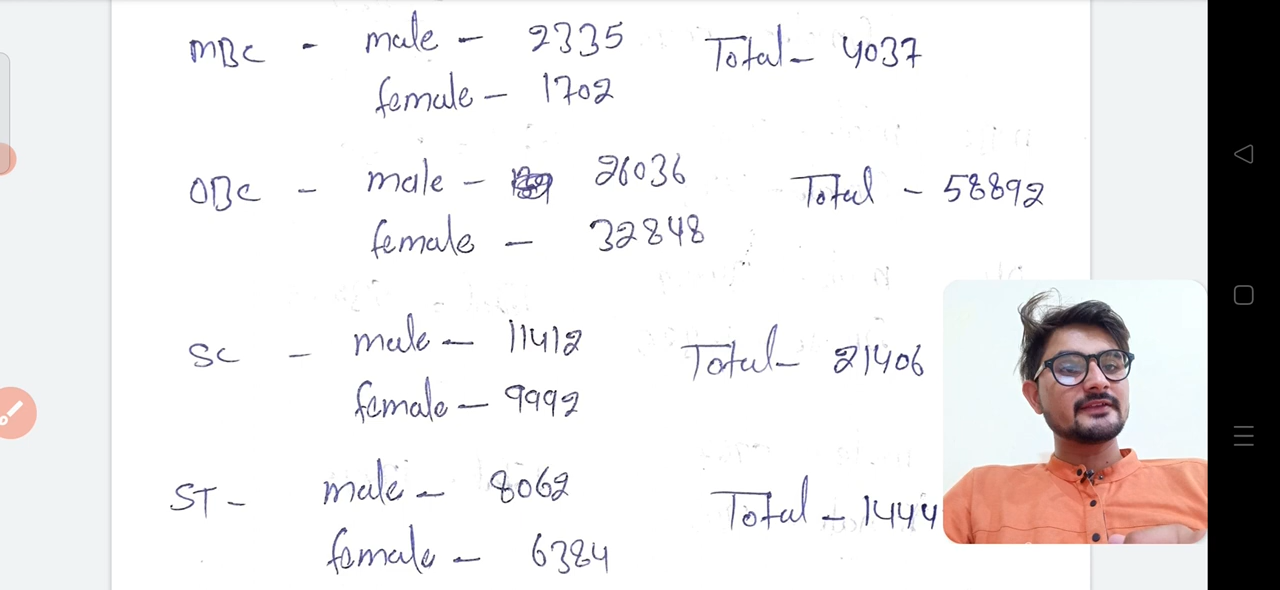 MBC - male - 2335 Total - 4037
female - 1702
OBC - male - 26036 Total - 58892
female - 32848
SC - male - 11412 Total - 21406
female - 9992
ST - male - 8062 Total - 1444
female - 6384